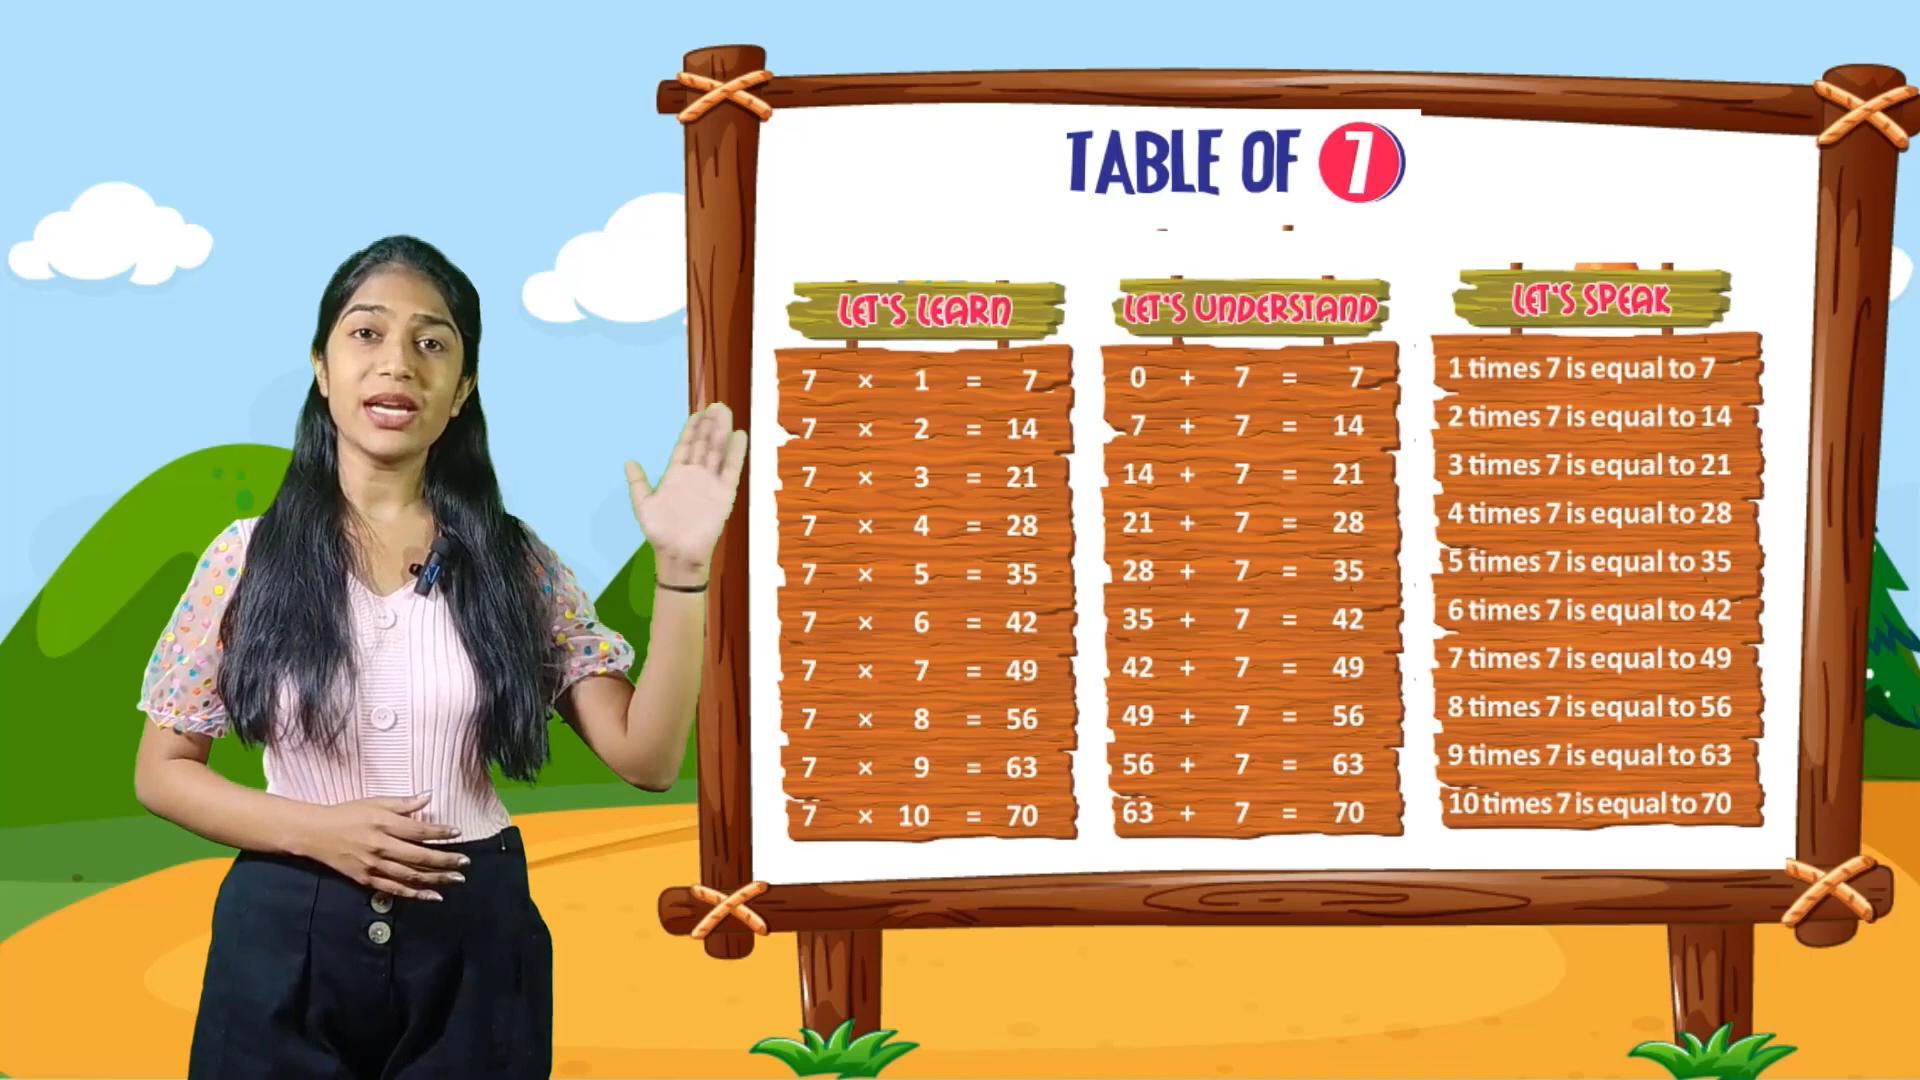 TABLE OF 7
LET'S LEARN
7 × 1 = 7
7 × 2 = 14
7 × 3 = 21
7 × 4 = 28
7 × 5 = 35
7 × 6 = 42
7 × 7 = 49
7 × 8 = 56
7 × 9 = 63
7 × 10 = 70
LET'S UNDERSTAND
0 + 7 = 7
7 + 7 = 14
14 + 7 = 21
21 + 7 = 28
28 + 7 = 35
35 + 7 = 42
42 + 7 = 49
49 + 7 = 56
56 + 7 = 63
63 + 7 = 70
LET'S SPEAK
1 times 7 is equal to 7
2 times 7 is equal to 14
3 times 7 is equal to 21
4 times 7 is equal to 28
5 times 7 is equal to 35
6 times 7 is equal to 42
7 times 7 is equal to 49
8 times 7 is equal to 56
9 times 7 is equal to 63
10 times 7 is equal to 70